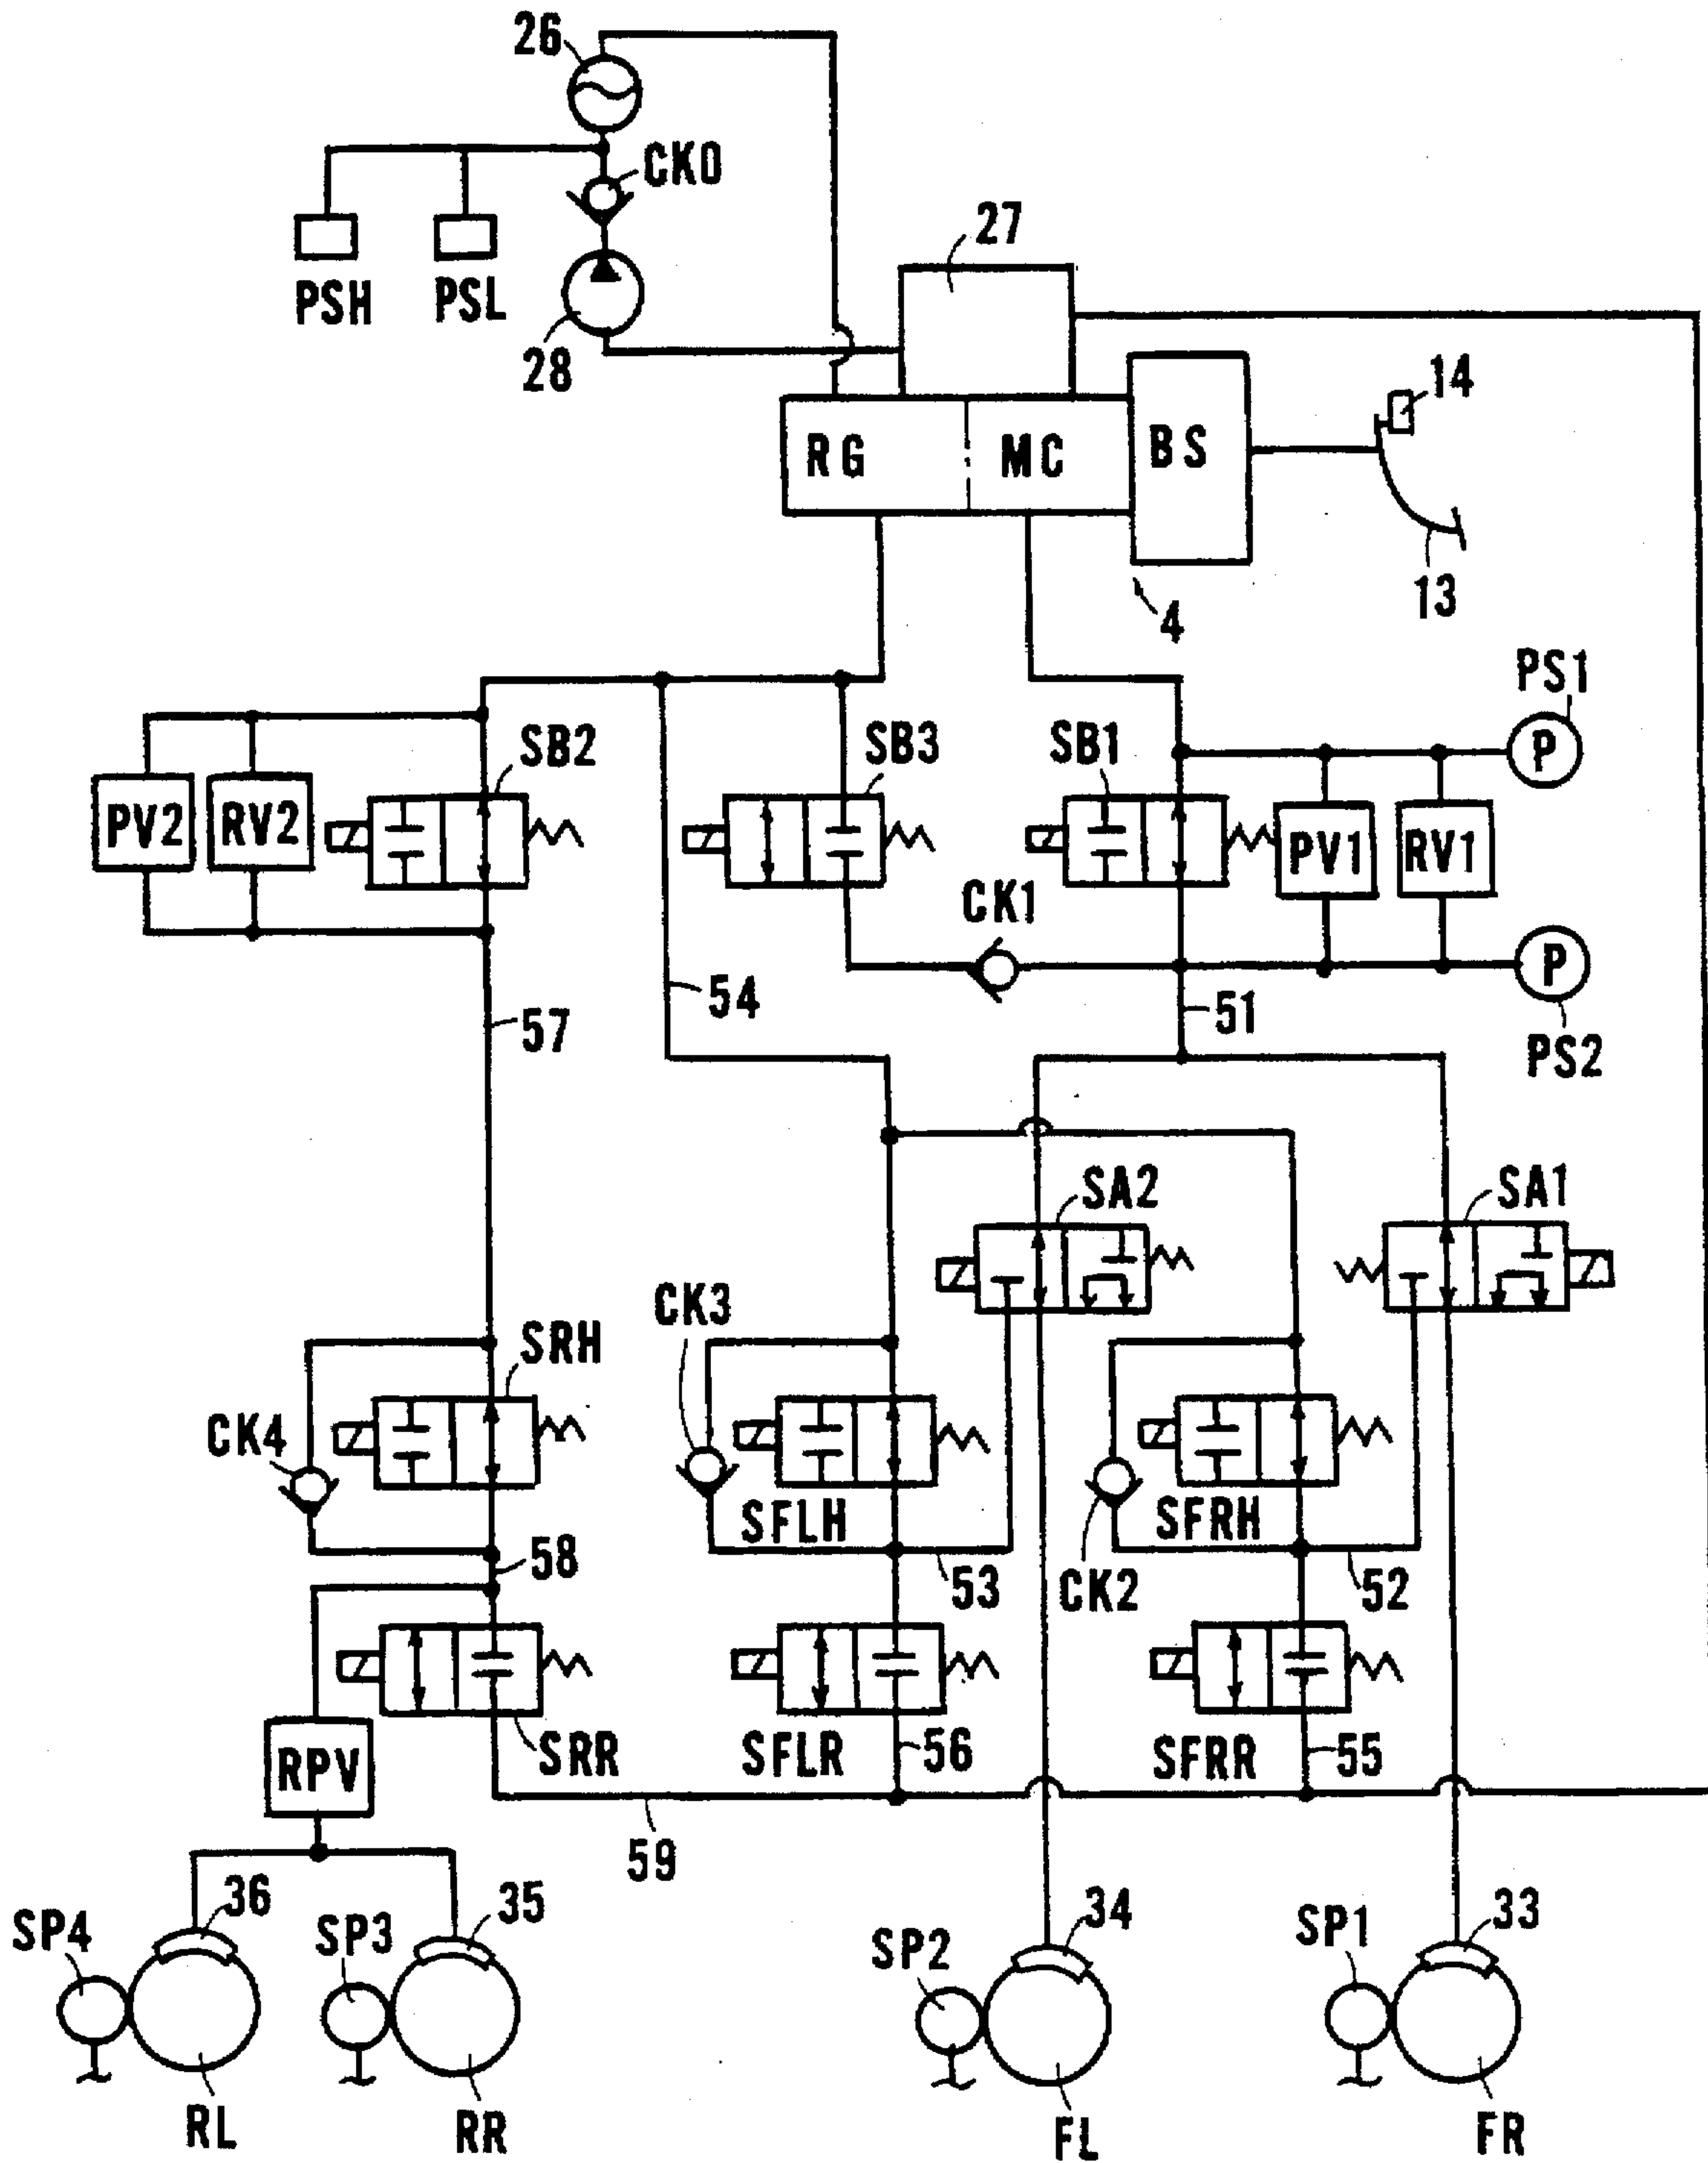 26
CK0
27
PSH
PSL
28
14
RG
MC
BS
13
4
PS1
P
SB2
SB3
SB1
PV2
RV2
PV1
RV1
CK1
P
54
51
57
PS2
SA2
SA1
CK3
SRH
CK4
SFLH
SFRH
58
53
CK2
52
SRR
SFLR
56
SFRR
55
RPV
59
36
35
34
33
SP4
SP3
SP2
SP1
RL
RR
FL
FR